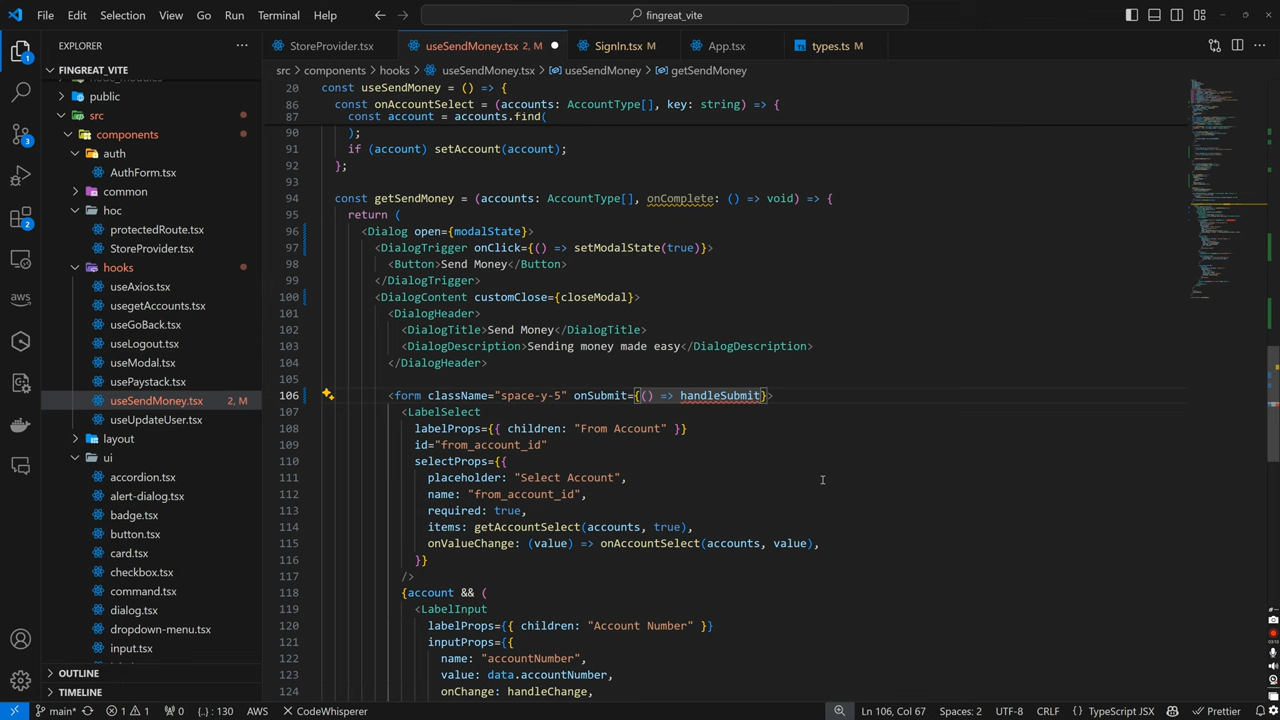 File Edit Selection View Go Run Terminal Help
fingreat_vite
EXPLORER
StoreProvider.tsx
useSendMoney.tsx 2, M
SignIn.tsx M
App.tsx
types.ts M
FINGREAT_VITE
node_modules
public
src
components
auth
AuthForm.tsx
common
hoc
protectedRoute.tsx
StoreProvider.tsx
hooks
useAxios.tsx
usegetAccounts.tsx
useGoBack.tsx
useLogout.tsx
useModal.tsx
usePaystack.tsx
useSendMoney.tsx 2, M
useUpdateUser.tsx
layout
ui
accordion.tsx
alert-dialog.tsx
badge.tsx
button.tsx
card.tsx
checkbox.tsx
command.tsx
dialog.tsx
dropdown-menu.tsx
input.tsx
OUTLINE
TIMELINE
src > components > hooks > useSendMoney.tsx > useSendMoney > getSendMoney
20 const useSendMoney = () => {
86 const onAccountSelect = (accounts: AccountType[], key: string) => {
87 const account = accounts.find(
90 );
91 if (account) setAccount(account);
92 };
93
94 const getSendMoney = (accounts: AccountType[], onComplete: () => void) => {
95 return (
96 <Dialog open={modalState}>
97 <DialogTrigger onClick={() => setModalState(true)}>
98 <Button>Send Money</Button>
99 </DialogTrigger>
100 <DialogContent customClose={closeModal}>
101 <DialogHeader>
102 <DialogTitle>Send Money</DialogTitle>
103 <DialogDescription>Sending money made easy</DialogDescription>
104 </DialogHeader>
105
106 <form className="space-y-5" onSubmit={() => handleSubmit}>
107 <LabelSelect
108 labelProps={{ children: "From Account" }}
109 id="from_account_id"
110 selectProps={{
111 placeholder: "Select Account",
112 name: "from_account_id",
113 required: true,
114 items: getAccountSelect(accounts, true),
115 onValueChange: (value) => onAccountSelect(accounts, value),
116 }}
117 />
118 {account && (
119 <LabelInput
120 labelProps={{ children: "Account Number" }}
121 inputProps={{
122 name: "accountNumber",
123 value: data.accountNumber,
124 onChange: handleChange,
main* 1 1 0 {..} : 130 AWS CodeWhisperer
Ln 106, Col 67 Spaces: 2 UTF-8 CRLF {} TypeScript JSX Prettier